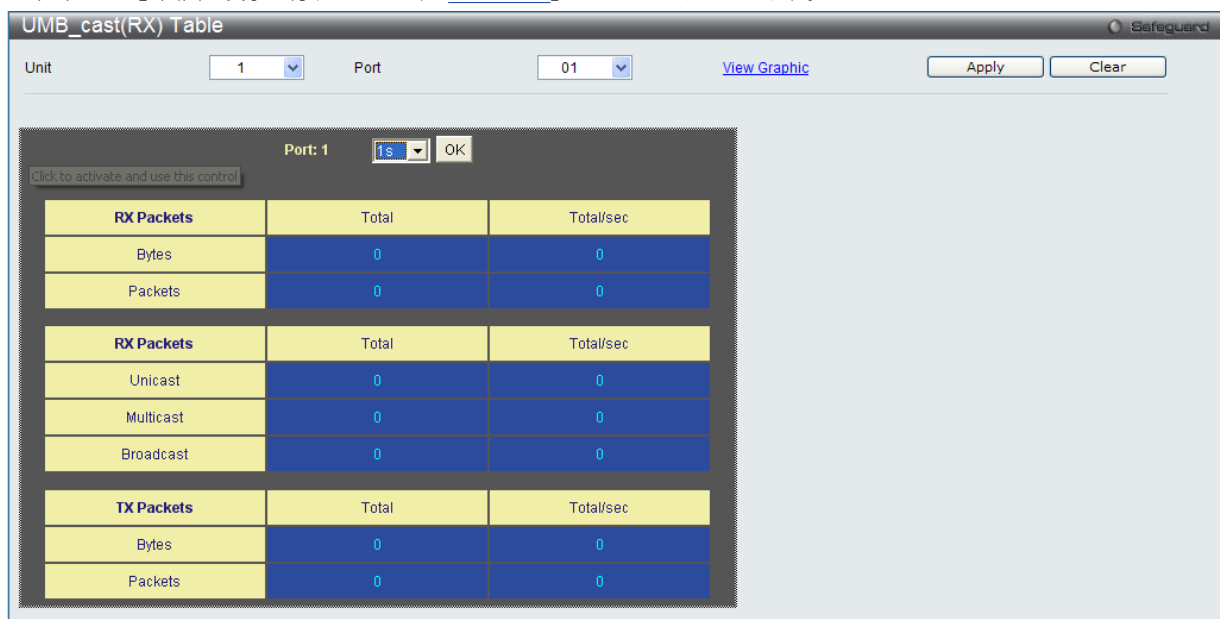 UMB_cast(RX) Table
Safeguard
Unit 1 Port 01 View Graphic Apply Clear
Port: 1 1s OK
Click to activate and use this control
RX Packets Total Total/sec
Bytes 0 0
Packets 0 0
RX Packets Total Total/sec
Unicast 0 0
Multicast 0 0
Broadcast 0 0
TX Packets Total Total/sec
Bytes 0 0
Packets 0 0